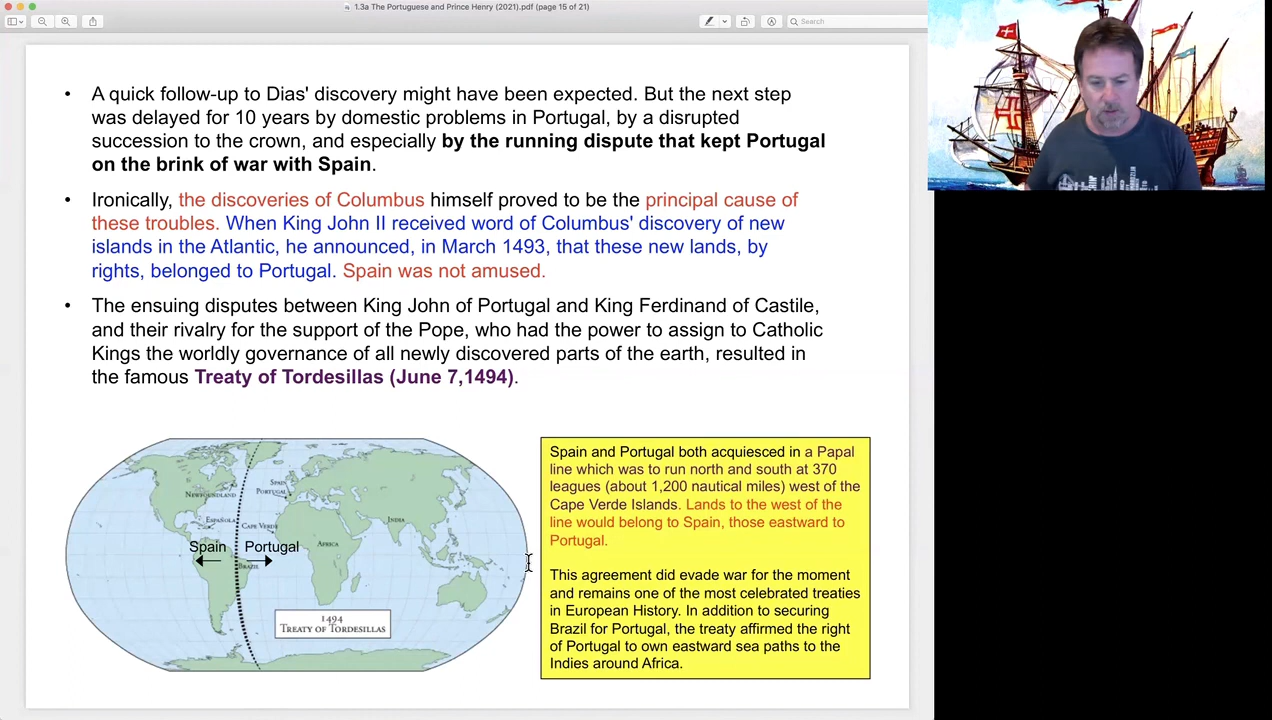 1.3a The Portuguese and Prince Henry (2021).pdf (page 15 of 21)
Search
• A quick follow-up to Dias' discovery might have been expected. But the next step
was delayed for 10 years by domestic problems in Portugal, by a disrupted
succession to the crown, and especially by the running dispute that kept Portugal
on the brink of war with Spain.
• Ironically, the discoveries of Columbus himself proved to be the principal cause of
these troubles. When King John II received word of Columbus' discovery of new
islands in the Atlantic, he announced, in March 1493, that these new lands, by
rights, belonged to Portugal. Spain was not amused.
• The ensuing disputes between King John of Portugal and King Ferdinand of Castile,
and their rivalry for the support of the Pope, who had the power to assign to Catholic
Kings the worldly governance of all newly discovered parts of the earth, resulted in
the famous Treaty of Tordesillas (June 7,1494).
Spain
Portugal
Newfoundland
Española
Cape Verde
India
Africa
Spain
Portugal
Brazil
1494
Treaty of Tordesillas
Spain and Portugal both acquiesced in a Papal
line which was to run north and south at 370
leagues (about 1,200 nautical miles) west of the
Cape Verde Islands. Lands to the west of the
line would belong to Spain, those eastward to
Portugal.
This agreement did evade war for the moment
and remains one of the most celebrated treaties
in European History. In addition to securing
Brazil for Portugal, the treaty affirmed the right
of Portugal to own eastward sea paths to the
Indies around Africa.